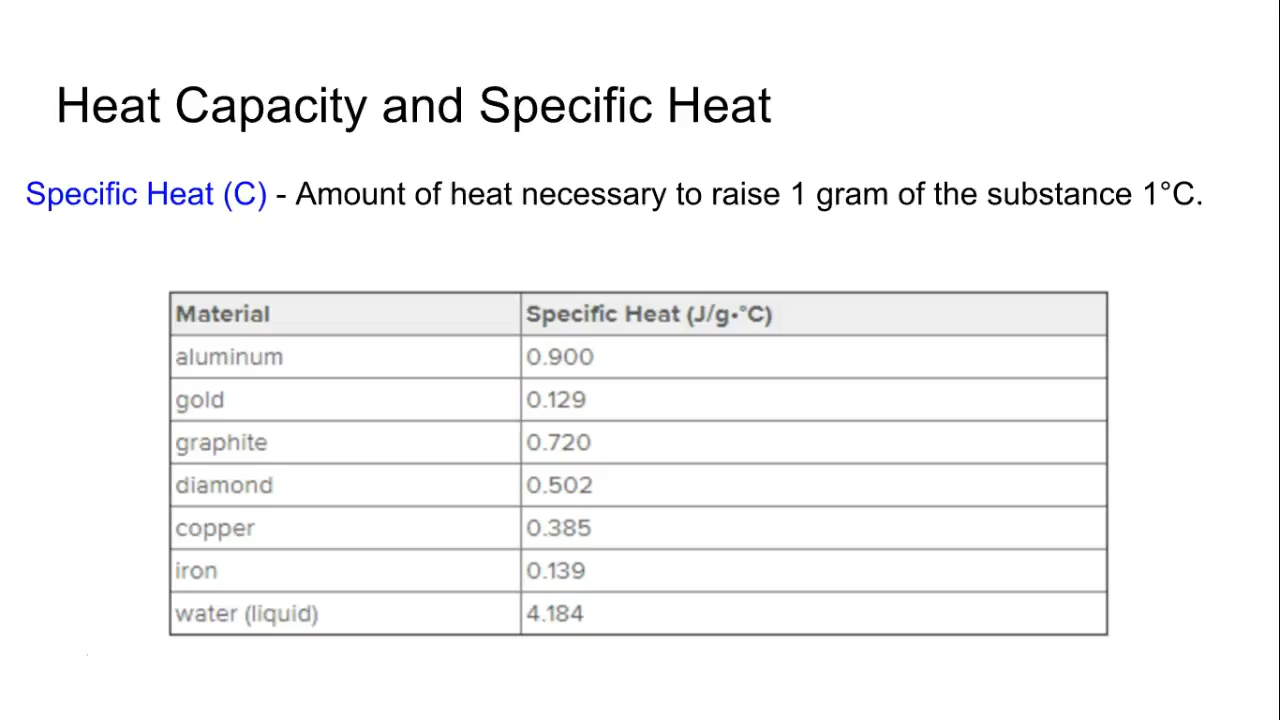 Heat Capacity and Specific Heat
Specific Heat (C) - Amount of heat necessary to raise 1 gram of the substance 1°C.
Material Specific Heat (J/g•°C)
aluminum 0.900
gold 0.129
graphite 0.720
diamond 0.502
copper 0.385
iron 0.139
water (liquid) 4.184